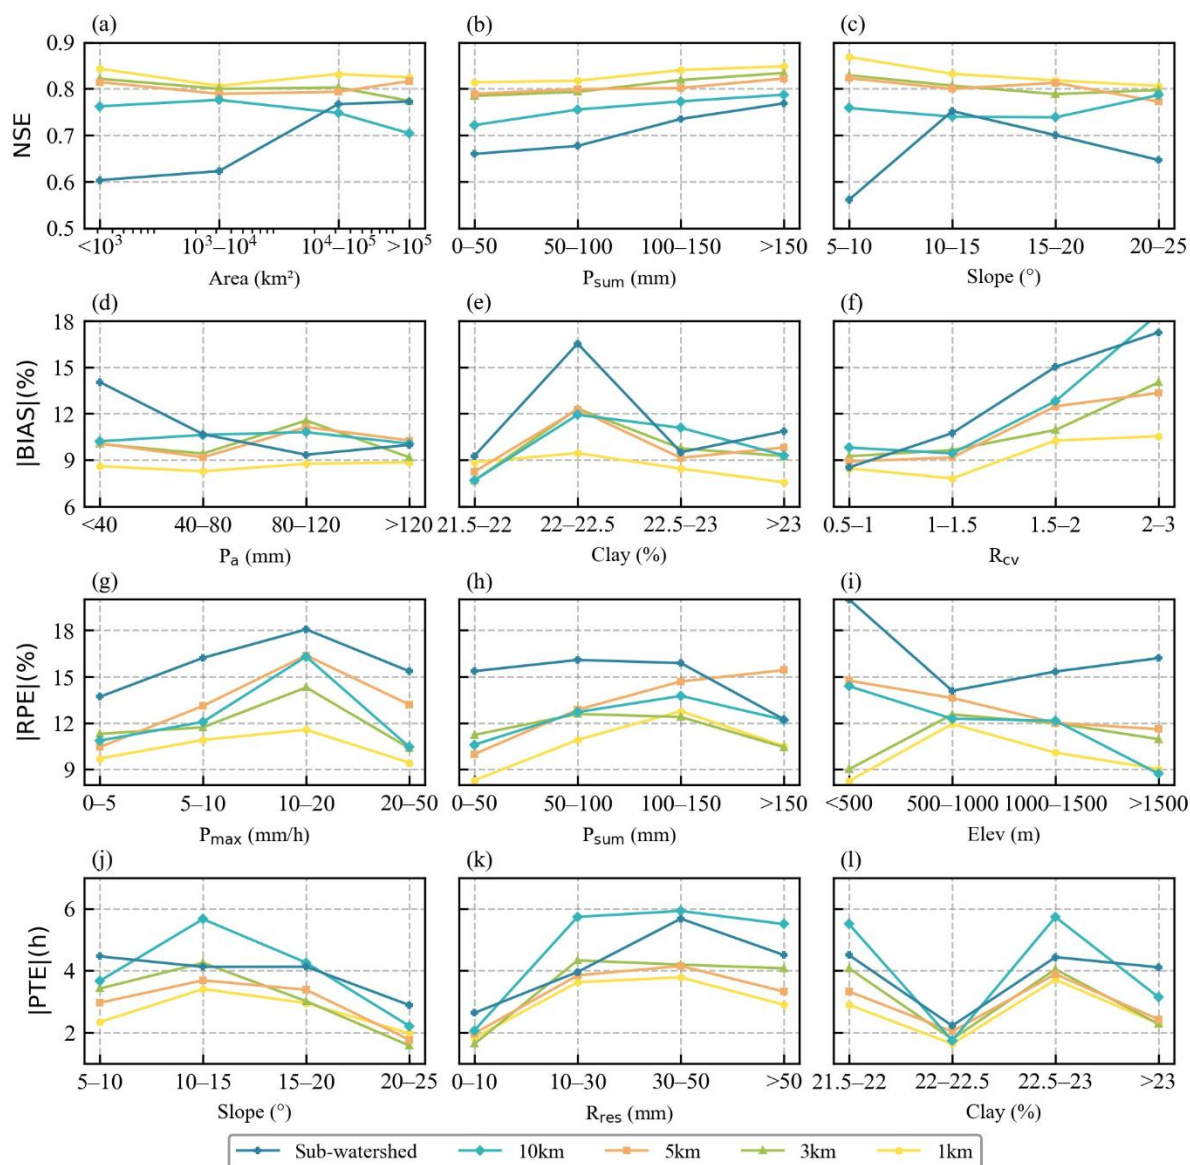 (a) (b) (c)
NSE
0.9
0.8
0.7
0.6
0.5
<10³ 10³–10⁴ 10⁴–10⁵ >10⁵
0–50 50–100 100–150 >150
5–10 10–15 15–20 20–25
Area (km²) Psum (mm) Slope (°)
(d) (e) (f)
|BIAS|(%)
18
15
12
9
6
<40 40–80 80–120 >120
21.5–22 22–22.5 22.5–23 >23
0.5–1 1–1.5 1.5–2 2–3
Pa (mm) Clay (%) Rcv
(g) (h) (i)
|RPE|(%)
18
15
12
9
0–5 5–10 10–20 20–50
0–50 50–100 100–150 >150
<500 500–1000 1000–1500 >1500
Pmax (mm/h) Psum (mm) Elev (m)
(j) (k) (l)
|PTE|(h)
6
4
2
5–10 10–15 15–20 20–25
0–10 10–30 30–50 >50
21.5–22 22–22.5 22.5–23 >23
Slope (°) Rres (mm) Clay (%)
Sub-watershed 10km 5km 3km 1km